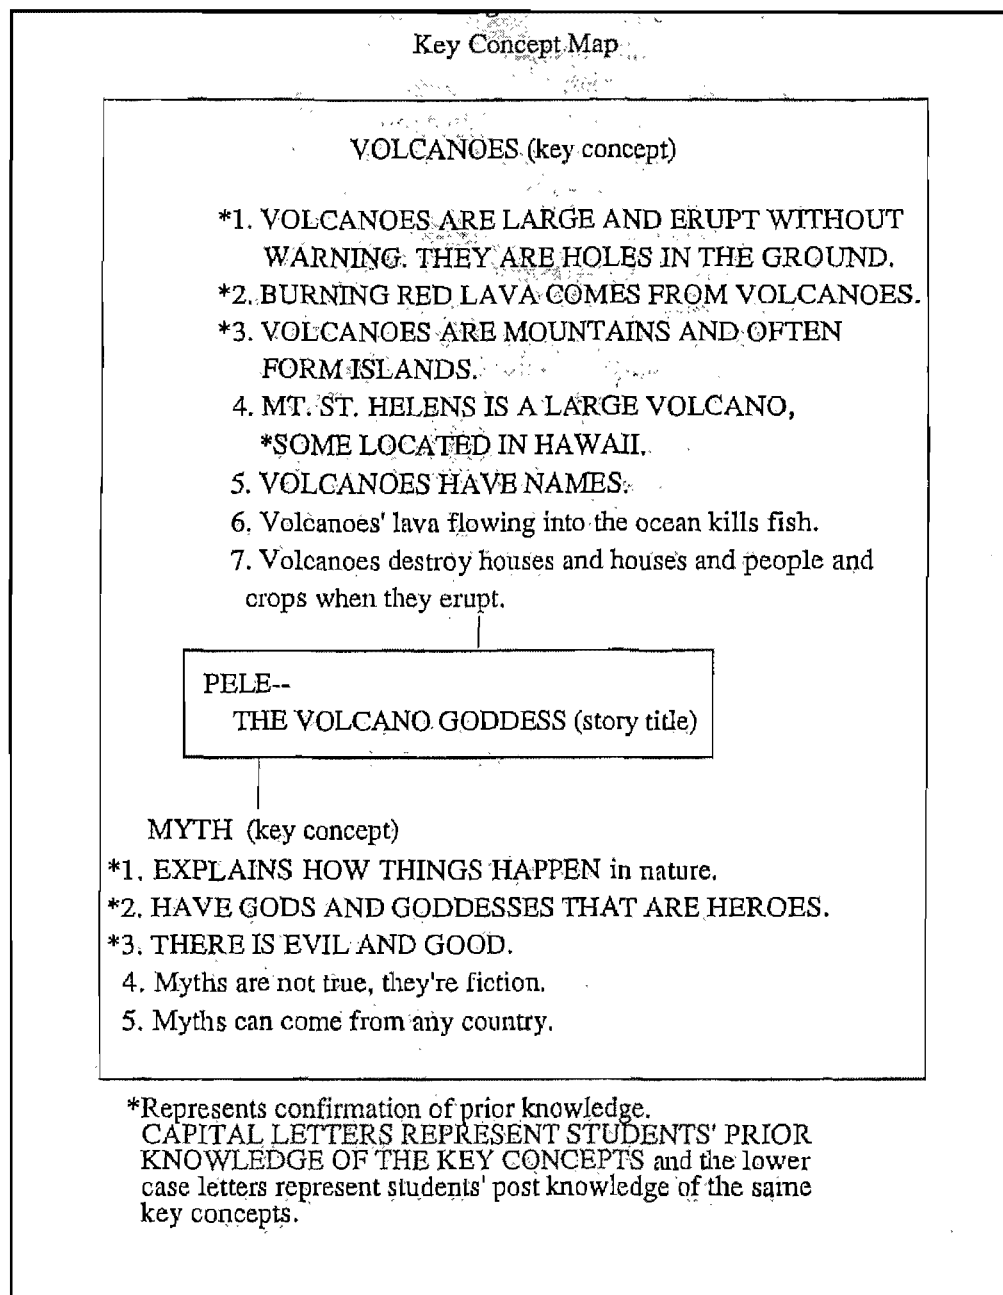 Key Concept Map
VOLCANOES (key concept)
*1. VOLCANOES ARE LARGE AND ERUPT WITHOUT
WARNING. THEY ARE HOLES IN THE GROUND.
*2. BURNING RED LAVA COMES FROM VOLCANOES.
*3. VOLCANOES ARE MOUNTAINS AND OFTEN
FORM ISLANDS.
4. MT. ST. HELENS IS A LARGE VOLCANO,
*SOME LOCATED IN HAWAII.
5. VOLCANOES HAVE NAMES.
6. Volcanoes' lava flowing into the ocean kills fish.
7. Volcanoes destroy houses and houses and people and
crops when they erupt.
PELE--
THE VOLCANO GODDESS (story title)
MYTH (key concept)
*1. EXPLAINS HOW THINGS HAPPEN in nature.
*2. HAVE GODS AND GODDESSES THAT ARE HEROES.
*3. THERE IS EVIL AND GOOD.
4. Myths are not true, they're fiction.
5. Myths can come from any country.
*Represents confirmation of prior knowledge.
CAPITAL LETTERS REPRESENT STUDENTS' PRIOR
KNOWLEDGE OF THE KEY CONCEPTS and the lower
case letters represent students' post knowledge of the same
key concepts.